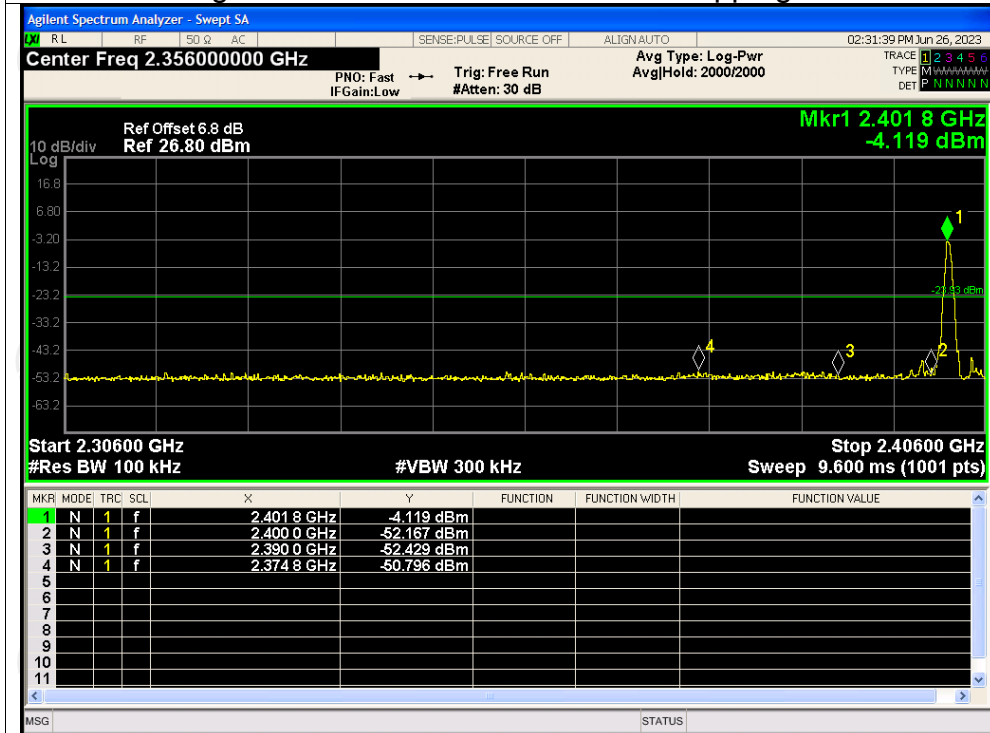 Agilent Spectrum Analyzer - Swept SA
LXI RL RF 50 Ω AC SENSE:PULSE SOURCE OFF ALIGN AUTO 02:31:39 PM Jun 26, 2023
Center Freq 2.356000000 GHz
PNO: Fast
IFGain:Low
Trig: Free Run
#Atten: 30 dB
Avg Type: Log-Pwr
Avg|Hold: 2000/2000
TRACE 1 2 3 4 5 6
TYPE M
DET P N N N N N
Mkr1 2.401 8 GHz
-4.119 dBm
Ref Offset 6.8 dB
10 dB/div Ref 26.80 dBm
Log
16.8
6.80
-3.20
-13.2
-23.2
-33.2
-43.2
-53.2
-63.2
1
2
3
4
Start 2.30600 GHz Stop 2.40600 GHz
#Res BW 100 kHz #VBW 300 kHz Sweep 9.600 ms (1001 pts)
MKR MODE TRC SCL X Y FUNCTION FUNCTION WIDTH FUNCTION VALUE
1 N 1 f 2.401 8 GHz -4.119 dBm
2 N 1 f 2.400 0 GHz -52.167 dBm
3 N 1 f 2.390 0 GHz -52.429 dBm
4 N 1 f 2.374 8 GHz -50.796 dBm
5
6
7
8
9
10
11
MSG STATUS